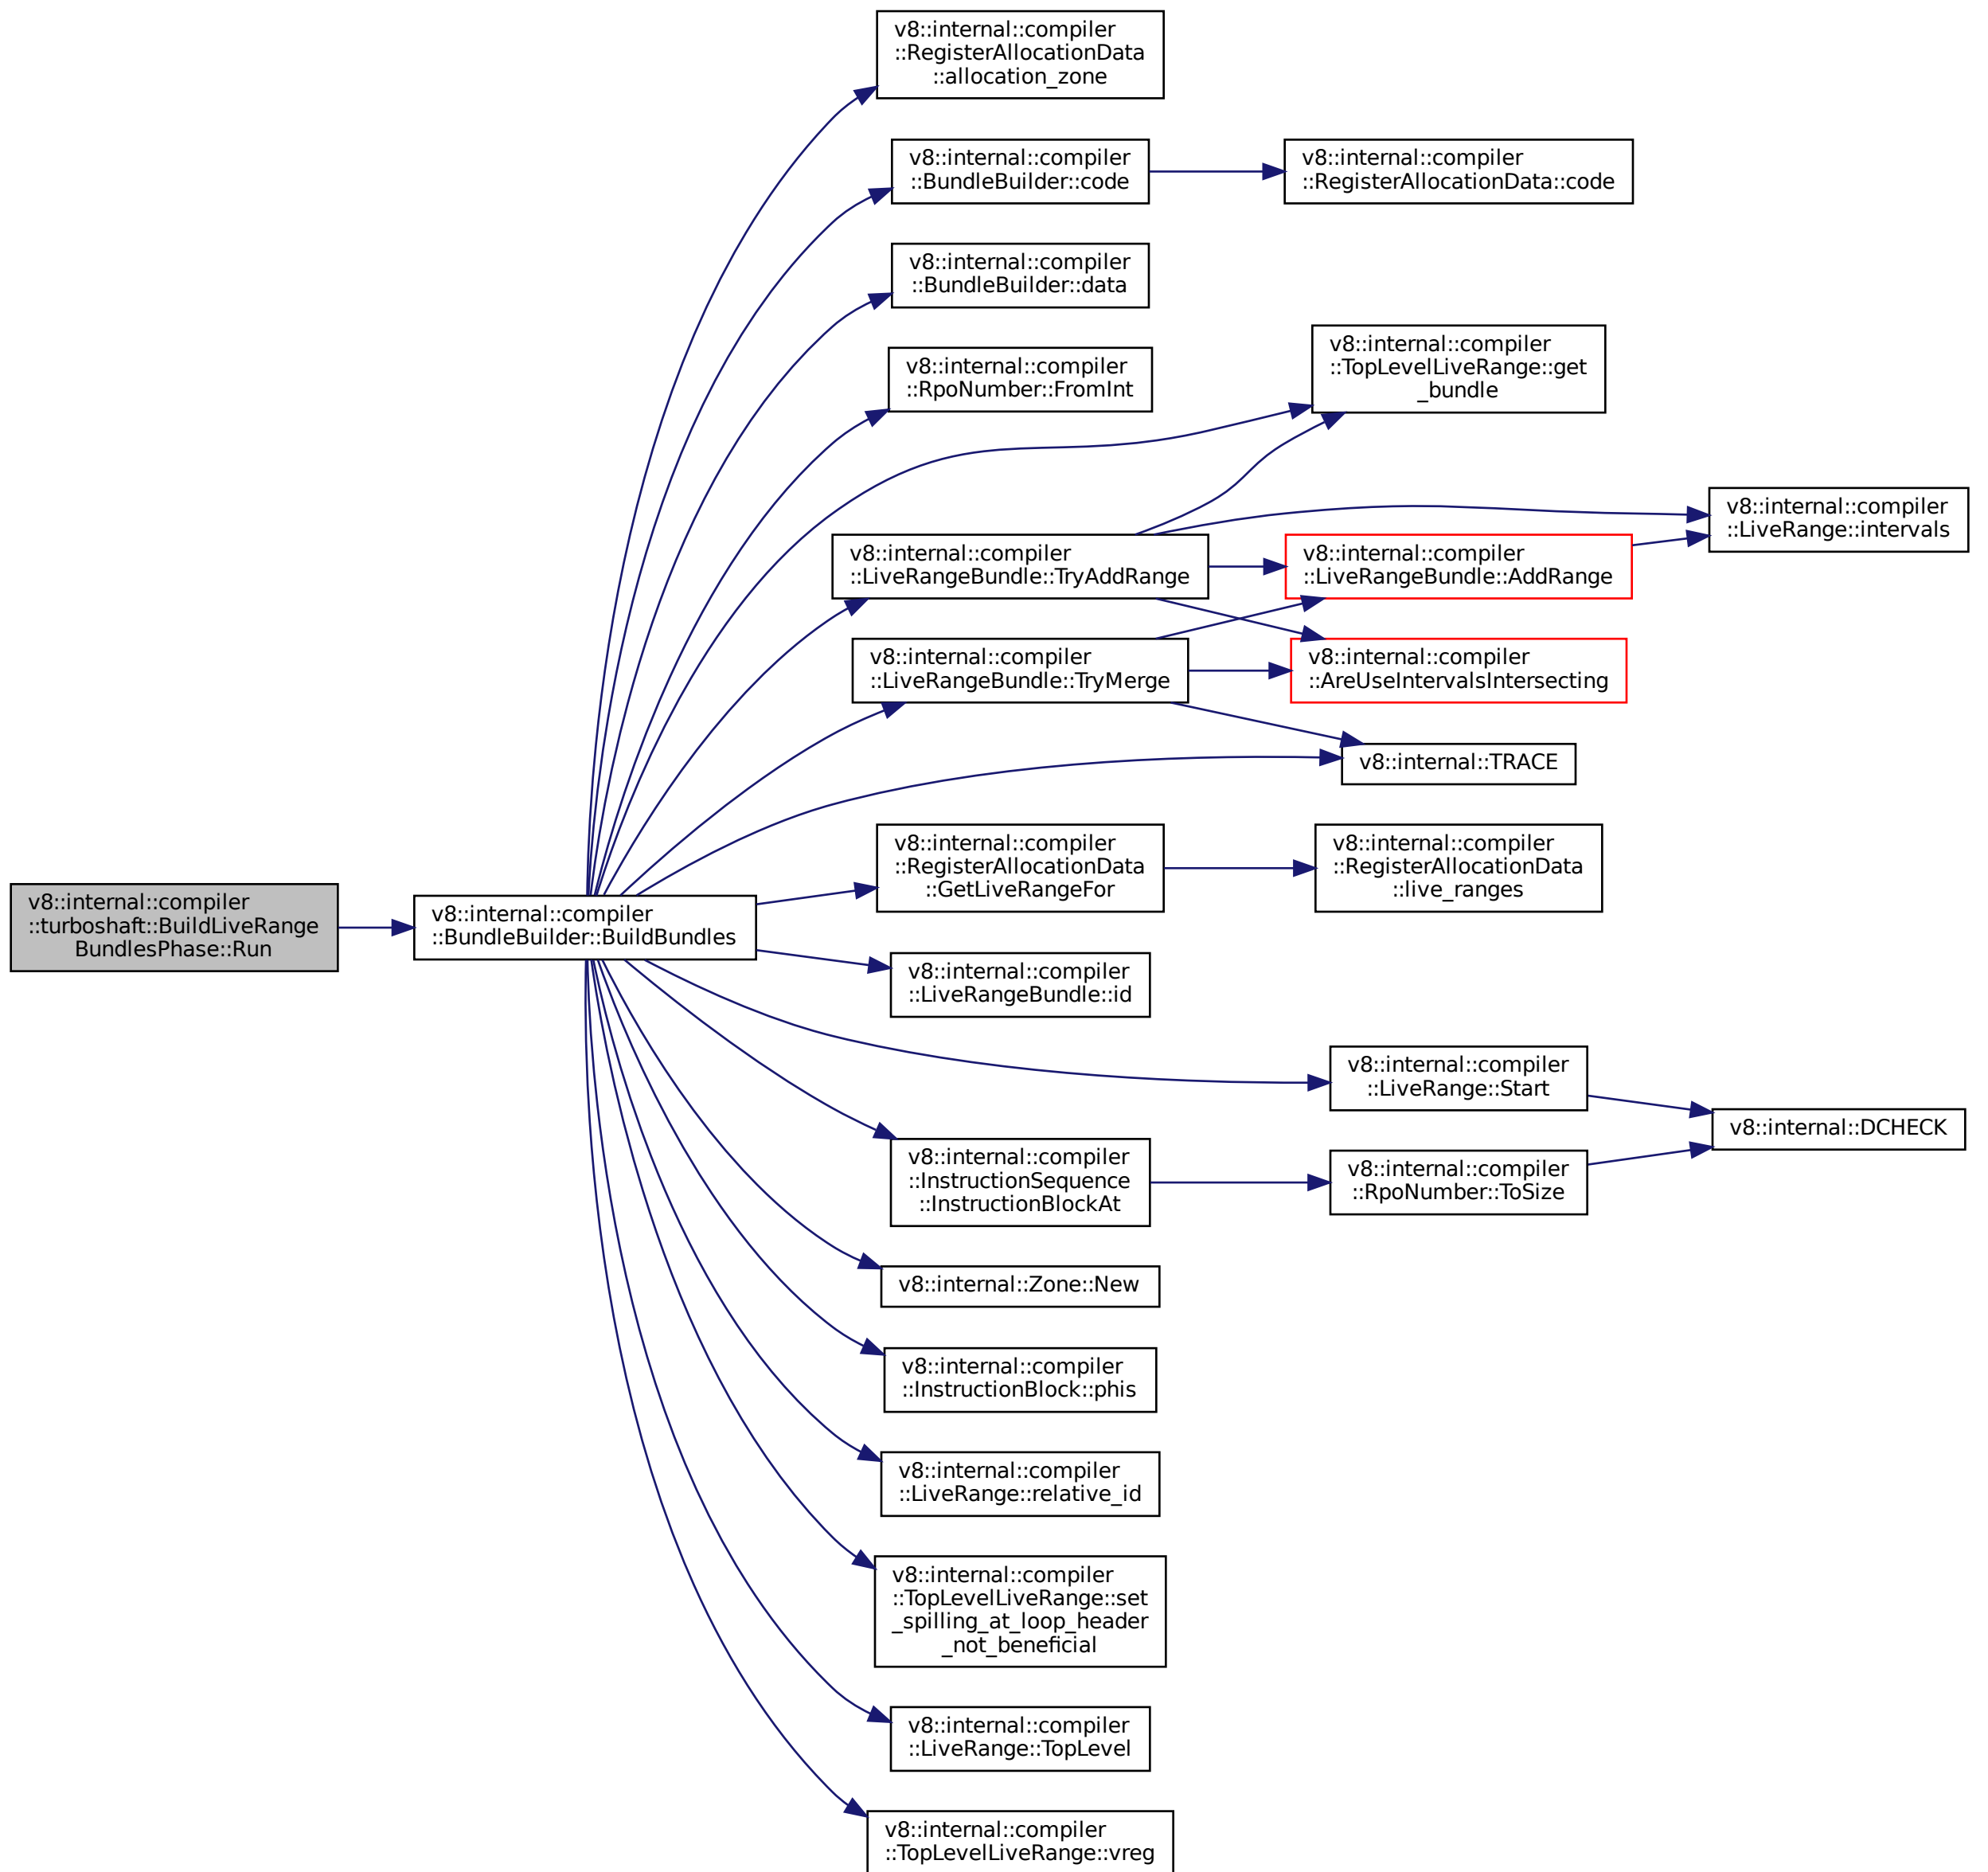 v8::internal::compiler
::RegisterAllocationData
::allocation_zone
v8::internal::compiler
::BundleBuilder::code
v8::internal::compiler
::RegisterAllocationData::code
v8::internal::compiler
::BundleBuilder::data
v8::internal::compiler
::TopLevelLiveRange::get
_bundle
v8::internal::compiler
::RpoNumber::FromInt
v8::internal::compiler
::LiveRange::intervals
v8::internal::compiler
::LiveRangeBundle::TryAddRange
v8::internal::compiler
::LiveRangeBundle::AddRange
v8::internal::compiler
::LiveRangeBundle::TryMerge
v8::internal::compiler
::AreUseIntervalsIntersecting
v8::internal::TRACE
v8::internal::compiler
::RegisterAllocationData
::GetLiveRangeFor
v8::internal::compiler
::RegisterAllocationData
::live_ranges
v8::internal::compiler
::turboshaft::BuildLiveRange
BundlesPhase::Run
v8::internal::compiler
::BundleBuilder::BuildBundles
v8::internal::compiler
::LiveRangeBundle::id
v8::internal::compiler
::LiveRange::Start
v8::internal::DCHECK
v8::internal::compiler
::InstructionSequence
::InstructionBlockAt
v8::internal::compiler
::RpoNumber::ToSize
v8::internal::Zone::New
v8::internal::compiler
::InstructionBlock::phis
v8::internal::compiler
::LiveRange::relative_id
v8::internal::compiler
::TopLevelLiveRange::set
_spilling_at_loop_header
_not_beneficial
v8::internal::compiler
::LiveRange::TopLevel
v8::internal::compiler
::TopLevelLiveRange::vreg